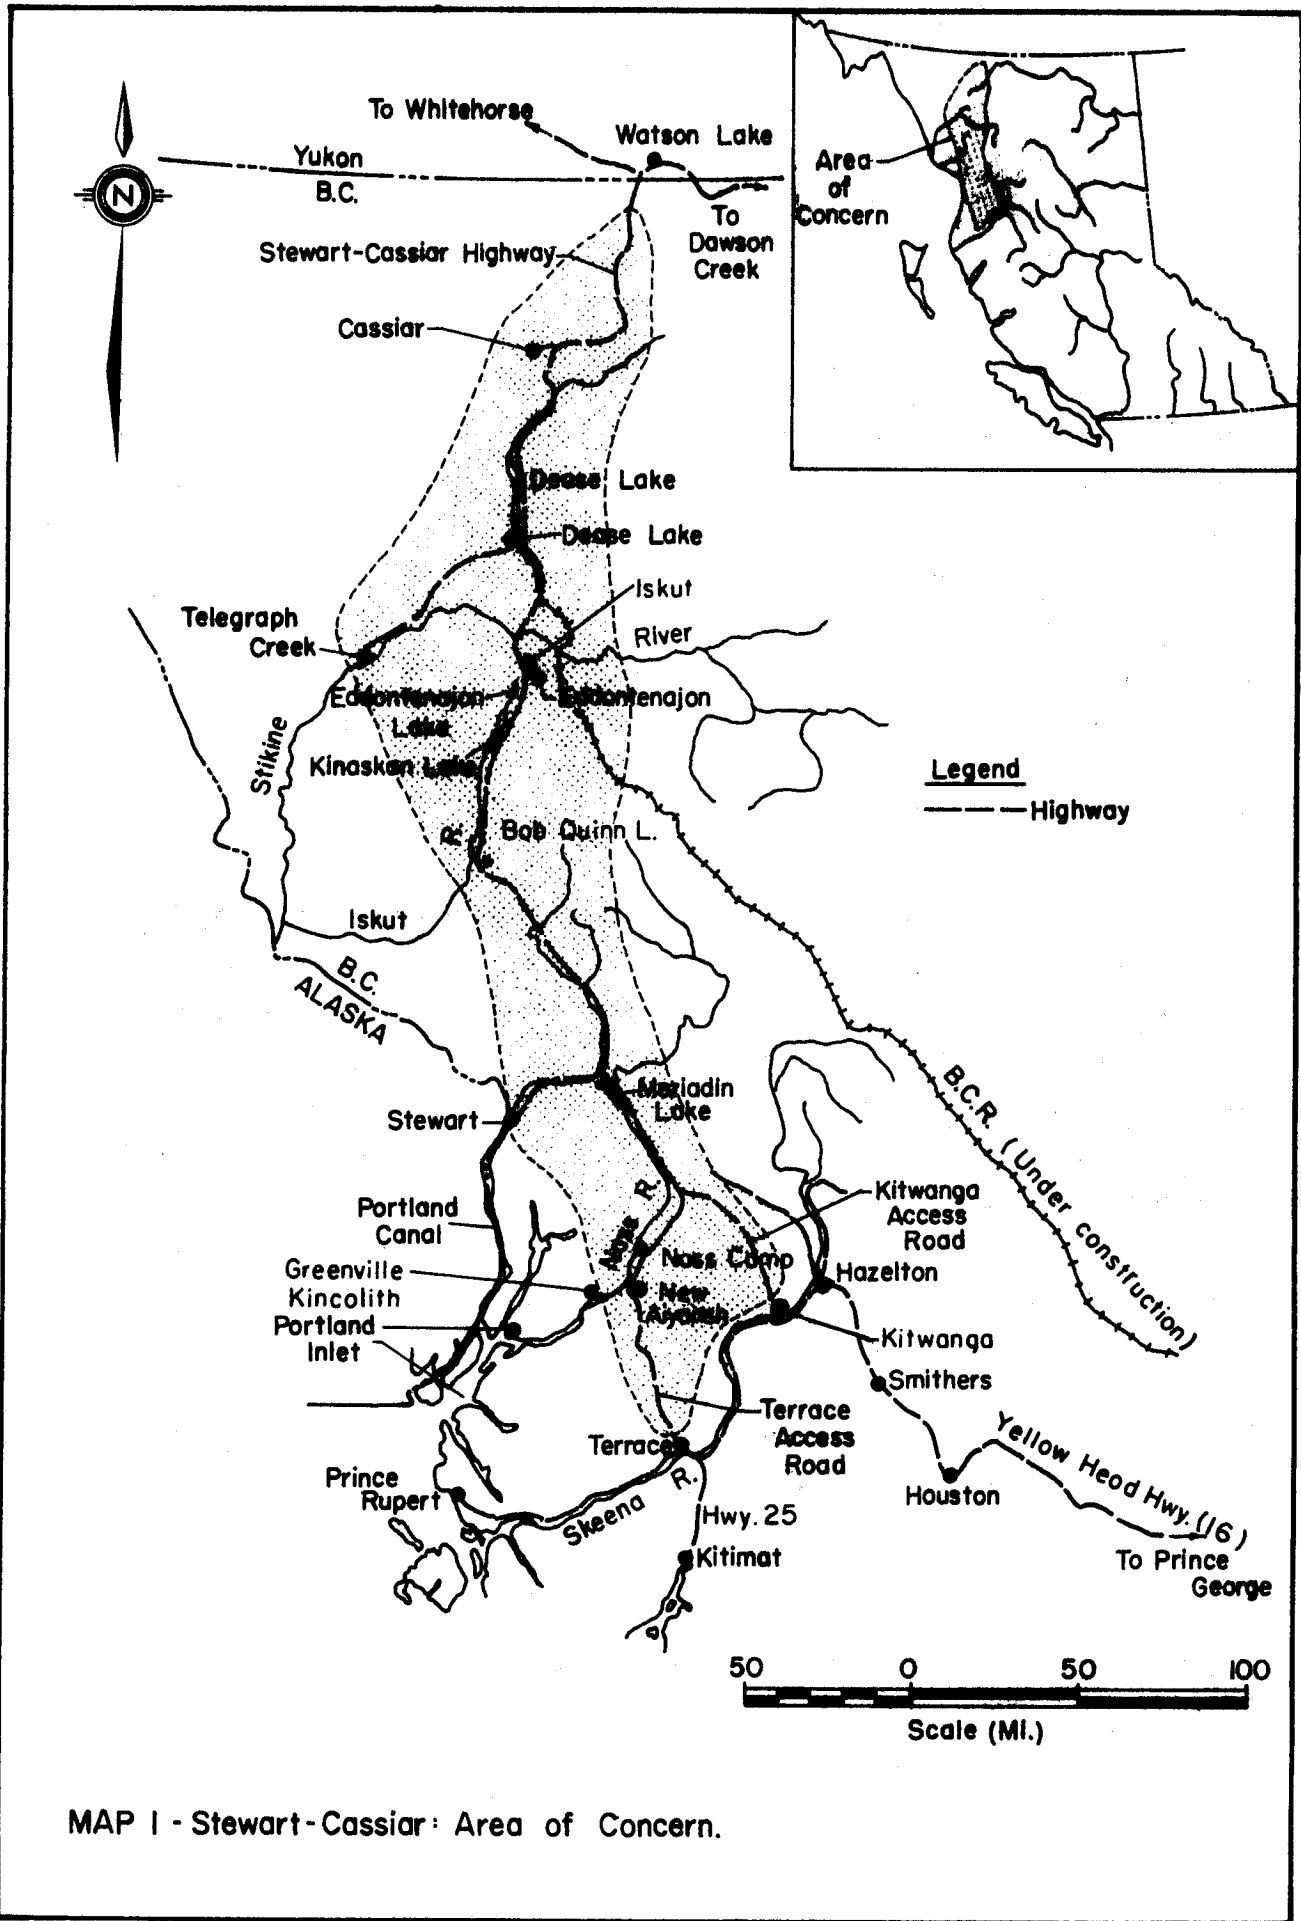 To Whitehorse
Watson Lake
Yukon
B.C.
N
To
Dawson
Creek
Area
of
Concern
Stewart-Cassiar Highway
Cassiar
Dease Lake
Dease Lake
Iskut
Telegraph
Creek
River
Eddontenajon
Lake
Eddontenajon
Stikine
Kinaskan Lake
Legend
Highway
R.
Bob Quinn L.
Iskut
B.C.
ALASKA
Meziadin
Lake
Stewart
B.C.R. (Under construction)
Kitwanga
Access
Road
Portland
Canal
R.
Nass
Nass Camp
Hazelton
Greenville
Kincolith
New
Aiyansh
Portland
Inlet
Kitwanga
Smithers
Terrace
Access
Road
Terrace
Yellow Head Hwy. (16)
Prince
Rupert
Skeena R.
Houston
Hwy. 25
Kitimat
To Prince
George
50 0 50 100
Scale (Mi.)
MAP 1 - Stewart-Cassiar: Area of Concern.